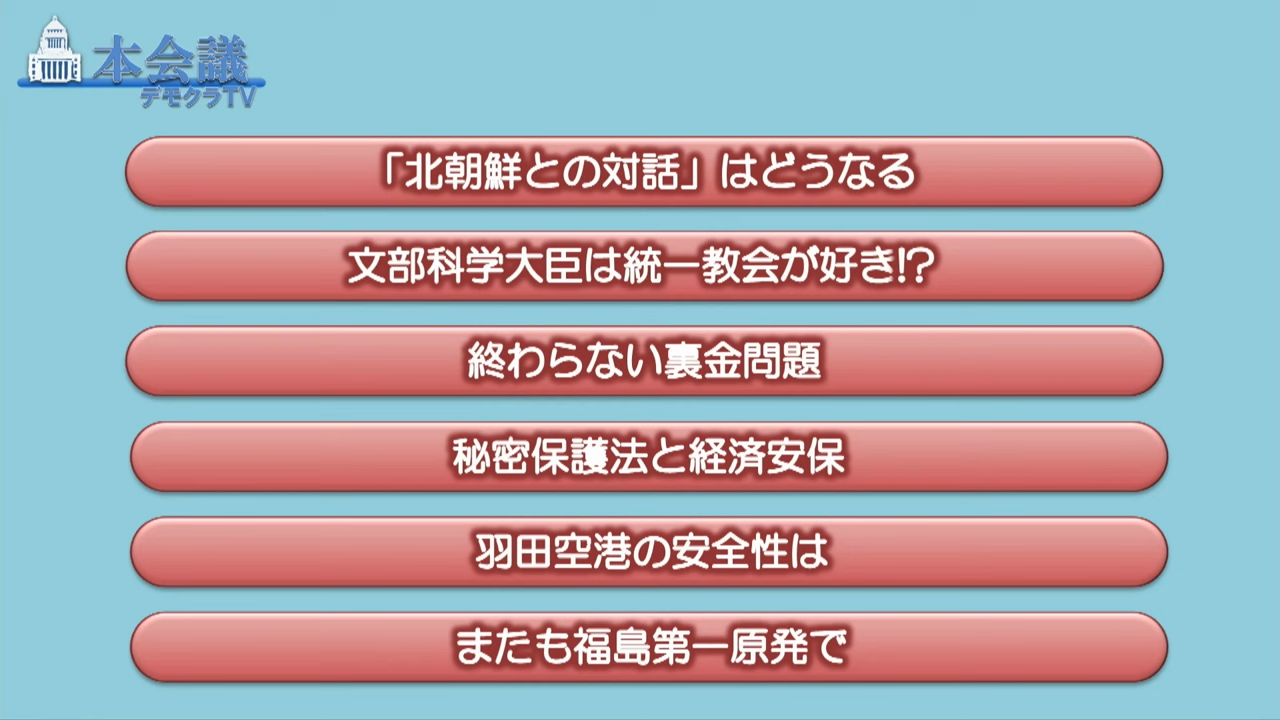 本会議
デモクラTV
「北朝鮮との対話」はどうなる
文部科学大臣は統一教会が好き!?
終わらない裏金問題
秘密保護法と経済安保
羽田空港の安全性は
またも福島第一原発で